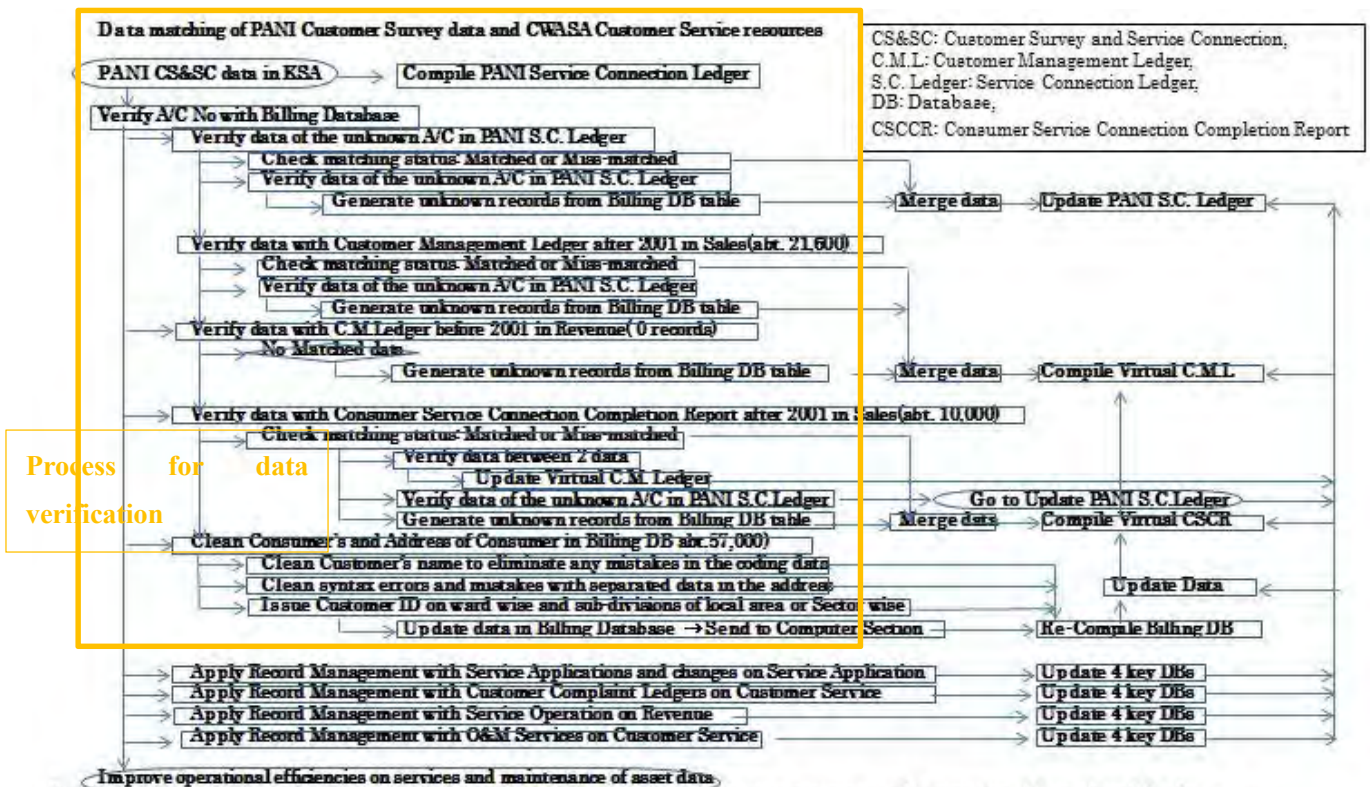 Data matching of PANI Customer Survey data and CWASA Customer Service resources
CS&SC: Customer Survey and Service Connection,
C.M.L: Customer Management Ledger,
S.C. Ledger: Service Connection Ledger,
DB: Database,
CSCCR: Consumer Service Connection Completion Report
PANI CS&SC data in KSA
Compile PANI Service Connection Ledger
Verify A/C No with Billing Database
Verify data of the unknown A/C in PANI S.C. Ledger
Check matching status: Matched or Miss-matched
Verify data of the unknown A/C in PANI S.C. Ledger
Generate unknown records from Billing DB table
Merge data
Update PANI S.C. Ledger
Verify data with Customer Management Ledger after 2001 in Sales(abt. 21,600)
Check matching status: Matched or Miss-matched
Verify data of the unknown A/C in PANI S.C. Ledger
Generate unknown records from Billing DB table
Verify data with C.M.Ledger before 2001 in Revenue( 0 records)
No Matched data
Generate unknown records from Billing DB table
Merge data
Compile Virtual C.M.L
Verify data with Consumer Service Connection Completion Report after 2001 in Sales(abt. 10,000)
Check matching status: Matched or Miss-matched
Verify data between 2 data
Update Virtual C.M. Ledger
Verify data of the unknown A/C in PANI S.C.Ledger
Go to Update PANI S.C.Ledger
Generate unknown records from Billing DB table
Merge data
Compile Virtual CSCR
Process for data
verification
Clean Consumer's and Address of Consumer in Billing DB abt.57,000)
Clean Customer's name to eliminate any mistakes in the coding data
Clean syntax errors and mistakes with separated data in the address
Update Data
Issue Customer ID on ward wise and sub-divisions of local area or Sector wise
Update data in Billing Database →Send to Computer Section
Re-Compile Billing DB
Apply Record Management with Service Applications and changes on Service Application
Update 4 key DBs
Apply Record Management with Customer Complaint Ledgers on Customer Service
Update 4 key DBs
Apply Record Management with Service Operation on Revenue
Update 4 key DBs
Apply Record Management with O&M Services on Customer Service
Update 4 key DBs
Improve operational efficiencies on services and maintenance of asset data